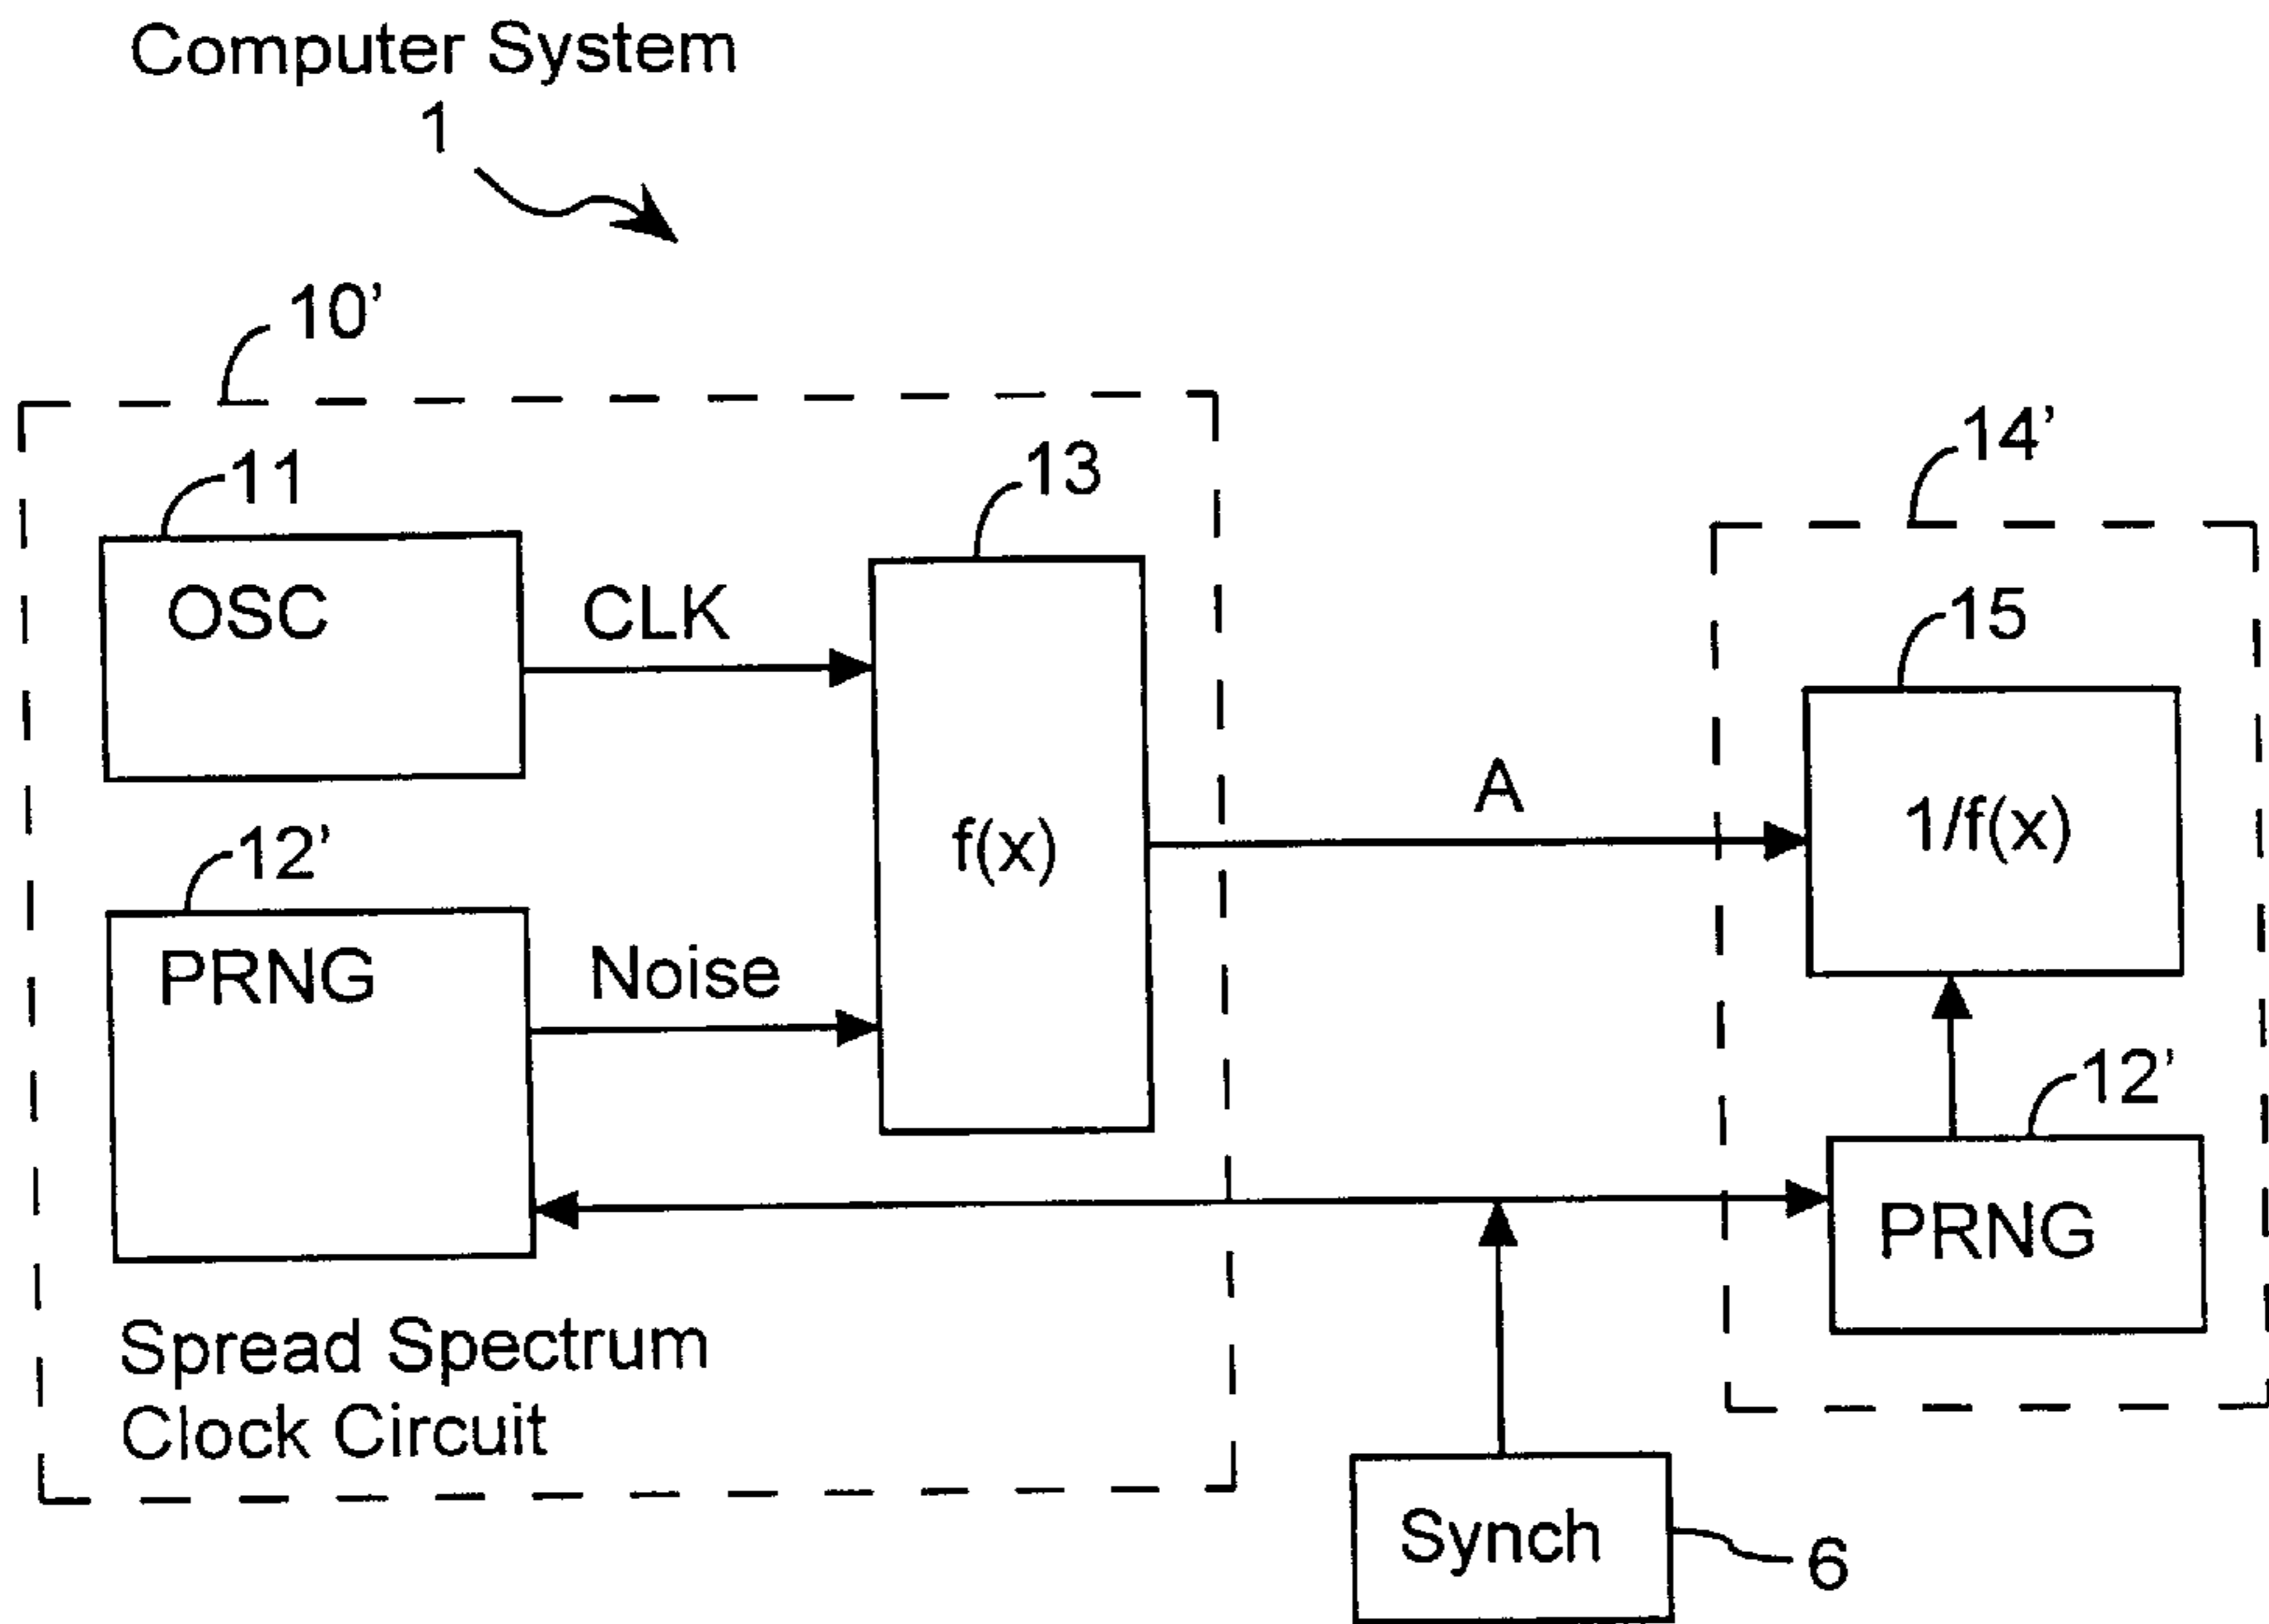 Computer System
1
10’
11
13
14’
OSC
CLK
15
f(x)
A
1/f(x)
12’
PRNG
Noise
12’
PRNG
Spread Spectrum
Clock Circuit
Synch
6